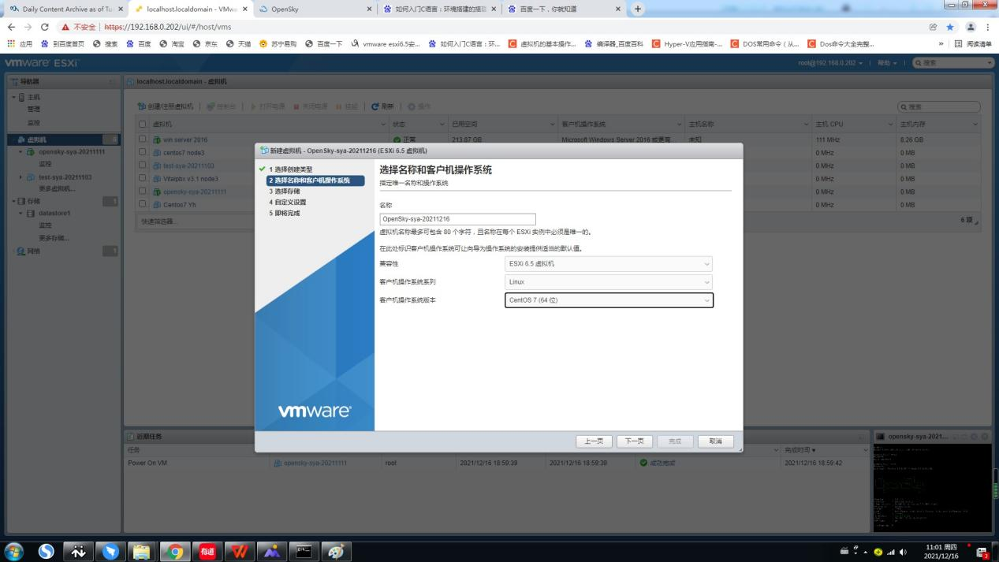 Daily Content Archive as of Tu
localhost.localdomain - VMwa
OpenSky
如何入门C语言：环境搭建的搭建
百度一下，你就知道
不安全
https://192.168.0.202/ui/#/host/vms
应用 到百度首页 搜索 百度 淘宝 京东 天猫 苏宁易购 百度一下 vmware esxi6.5安... 如何入门C语言：环... 虚拟机的基本操作... 编译器_百度百科 Hyper-V应用指南-... DOS常用命令（从... Dos命令大全完整... » 阅读清单
vmware ESXi
root@192.168.0.202 | 帮助 | 搜索
导航器
localhost.localdomain - 虚拟机
主机
管理
监控
虚拟机 6
opensky-sya-20211111
监控
test-sya-20211103
更多虚拟机...
存储 1
datastore1
监控
更多存储...
网络 1
创建/注册虚拟机 | 控制台 | 打开电源 关闭电源 挂起 | 刷新 | 操作
搜索
虚拟机 状态 已用空间 客户机操作系统 主机名称 主机 CPU 主机内存
win server 2016 正常 213.87 GB Microsoft Windows Server 2016 或更高... 未知 111 MHz 8.26 GB
centos7 node3 0 MHz 0 MB
test-sya-20211103 0 MHz 0 MB
Vitalpbx v3.1 node3 0 MHz 0 MB
opensky-sya-20211111 0 MHz 0 MB
Centos7 Yh 0 MHz 0 MB
快速筛选器...
6 项
新建虚拟机 - OpenSky-sya-20211216 (ESXi 6.5 虚拟机)
1 选择创建类型
2 选择名称和客户机操作系统
3 选择存储
4 自定义设置
5 即将完成
vmware
选择名称和客户机操作系统
指定唯一名称和操作系统
名称
OpenSky-sya-20211216
虚拟机名称最多可包含 80 个字符，且名称在每个 ESXi 实例中必须是唯一的。
在此处标识客户机操作系统可让向导为操作系统的安装提供适当的默认值。
兼容性 ESXi 6.5 虚拟机
客户机操作系统系列 Linux
客户机操作系统版本 CentOS 7 (64 位)
上一页 下一页 完成 取消
近期任务
任务
完成时间
Power On VM opensky-sya-20211111 root 2021/12/16 18:59:39 2021/12/16 18:59:39 成功完成 2021/12/16 18:59:42
opensky-sya-2021...
有道
11:01 周四
2021/12/16
3